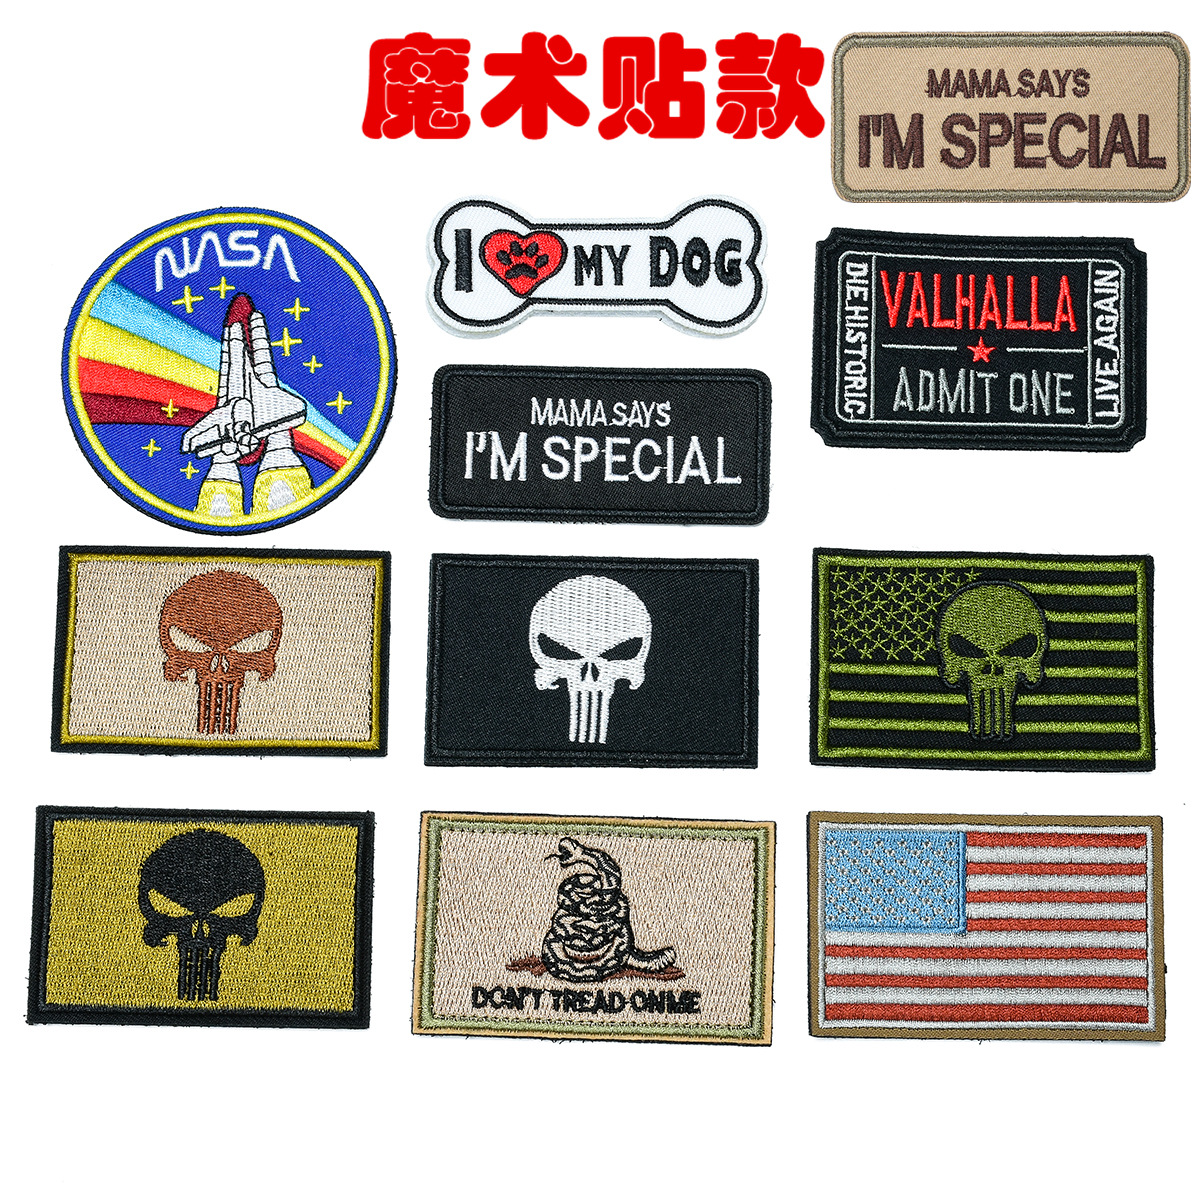 魔术贴款
MAMA SAYS
I'M SPECIAL
NASA
I MY DOG
VALHALLA
ADMIT ONE
DIE HISTORIC
LIVE AGAIN
MAMA SAYS
I'M SPECIAL
DON'T TREAD ON ME